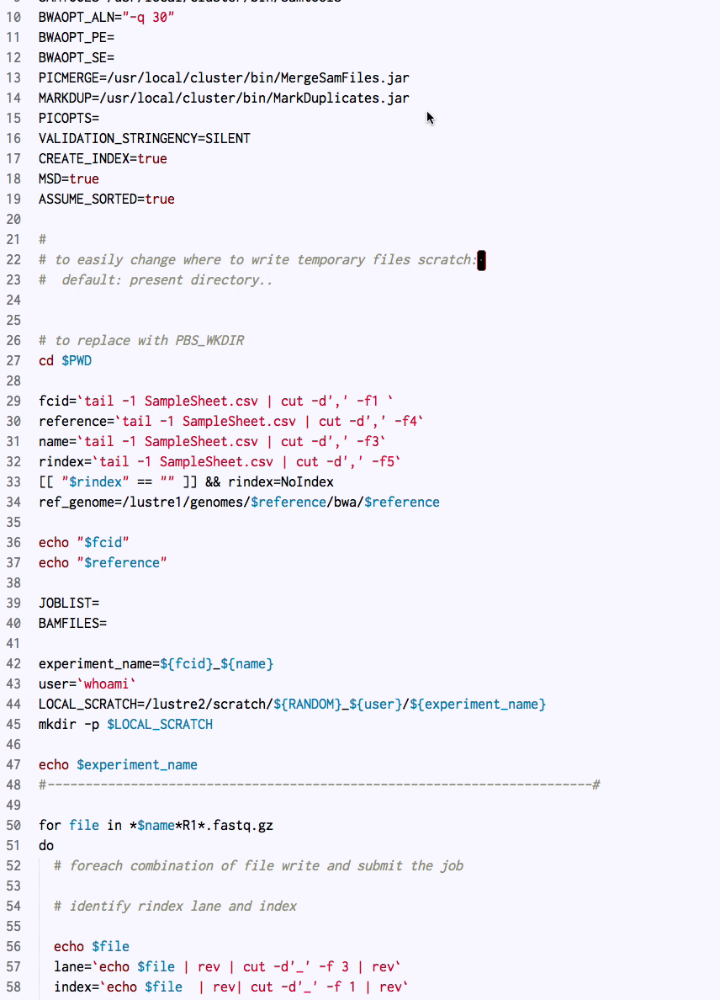 10 BWAOPT_ALN="-q 30"
11 BWAOPT_PE=
12 BWAOPT_SE=
13 PICMERGE=/usr/local/cluster/bin/MergeSamFiles.jar
14 MARKDUP=/usr/local/cluster/bin/MarkDuplicates.jar
15 PICOPTS=
16 VALIDATION_STRINGENCY=SILENT
17 CREATE_INDEX=true
18 MSD=true
19 ASSUME_SORTED=true
20
21 #
22 # to easily change where to write temporary files scratch:
23 #  default: present directory..
24
25
26 # to replace with PBS_WKDIR
27 cd $PWD
28
29 fcid=`tail -1 SampleSheet.csv | cut -d',' -f1 `
30 reference=`tail -1 SampleSheet.csv | cut -d',' -f4`
31 name=`tail -1 SampleSheet.csv | cut -d',' -f3`
32 rindex=`tail -1 SampleSheet.csv | cut -d',' -f5`
33 [[ "$rindex" == "" ]] && rindex=NoIndex
34 ref_genome=/lustre1/genomes/$reference/bwa/$reference
35
36 echo "$fcid"
37 echo "$reference"
38
39 JOBLIST=
40 BAMFILES=
41
42 experiment_name=${fcid}_${name}
43 user=`whoami`
44 LOCAL_SCRATCH=/lustre2/scratch/${RANDOM}_${user}/${experiment_name}
45 mkdir -p $LOCAL_SCRATCH
46
47 echo $experiment_name
48 #------------------------------------------------------------------------#
49
50 for file in *$name*R1*.fastq.gz
51 do
52   # foreach combination of file write and submit the job
53
54   # identify rindex lane and index
55
56   echo $file
57   lane=`echo $file | rev | cut -d'_' -f 3 | rev`
58   index=`echo $file  | rev| cut -d'_' -f 1 | rev`